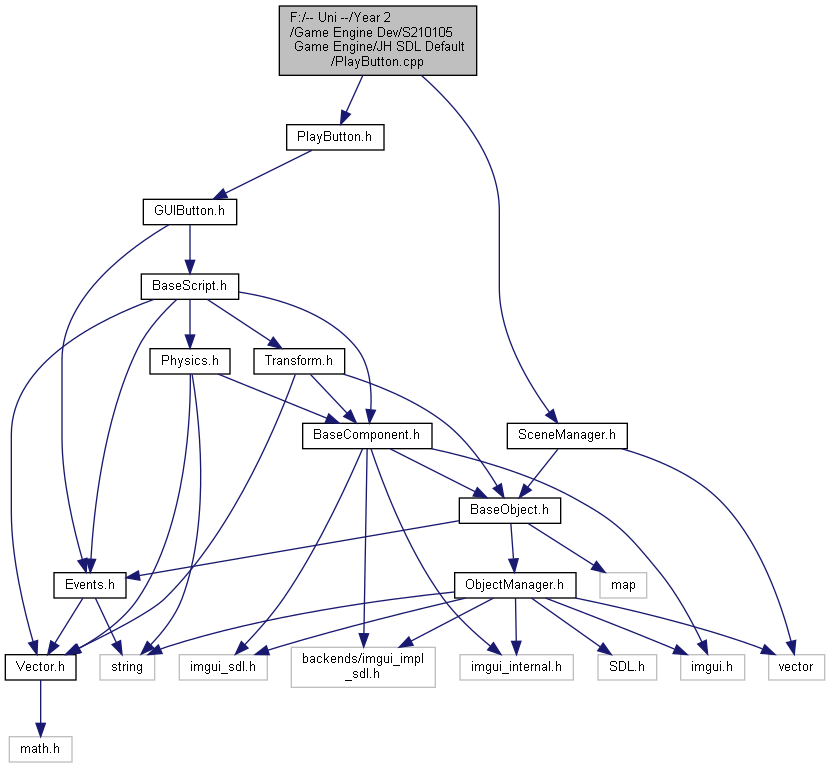 F:/-- Uni --/Year 2
/Game Engine Dev/S210105
Game Engine/JH SDL Default
/PlayButton.cpp
PlayButton.h
GUIButton.h
BaseScript.h
Physics.h
Transform.h
BaseComponent.h
SceneManager.h
BaseObject.h
Events.h
ObjectManager.h
map
Vector.h
string
imgui_sdl.h
backends/imgui_impl
_sdl.h
imgui_internal.h
SDL.h
imgui.h
vector
math.h